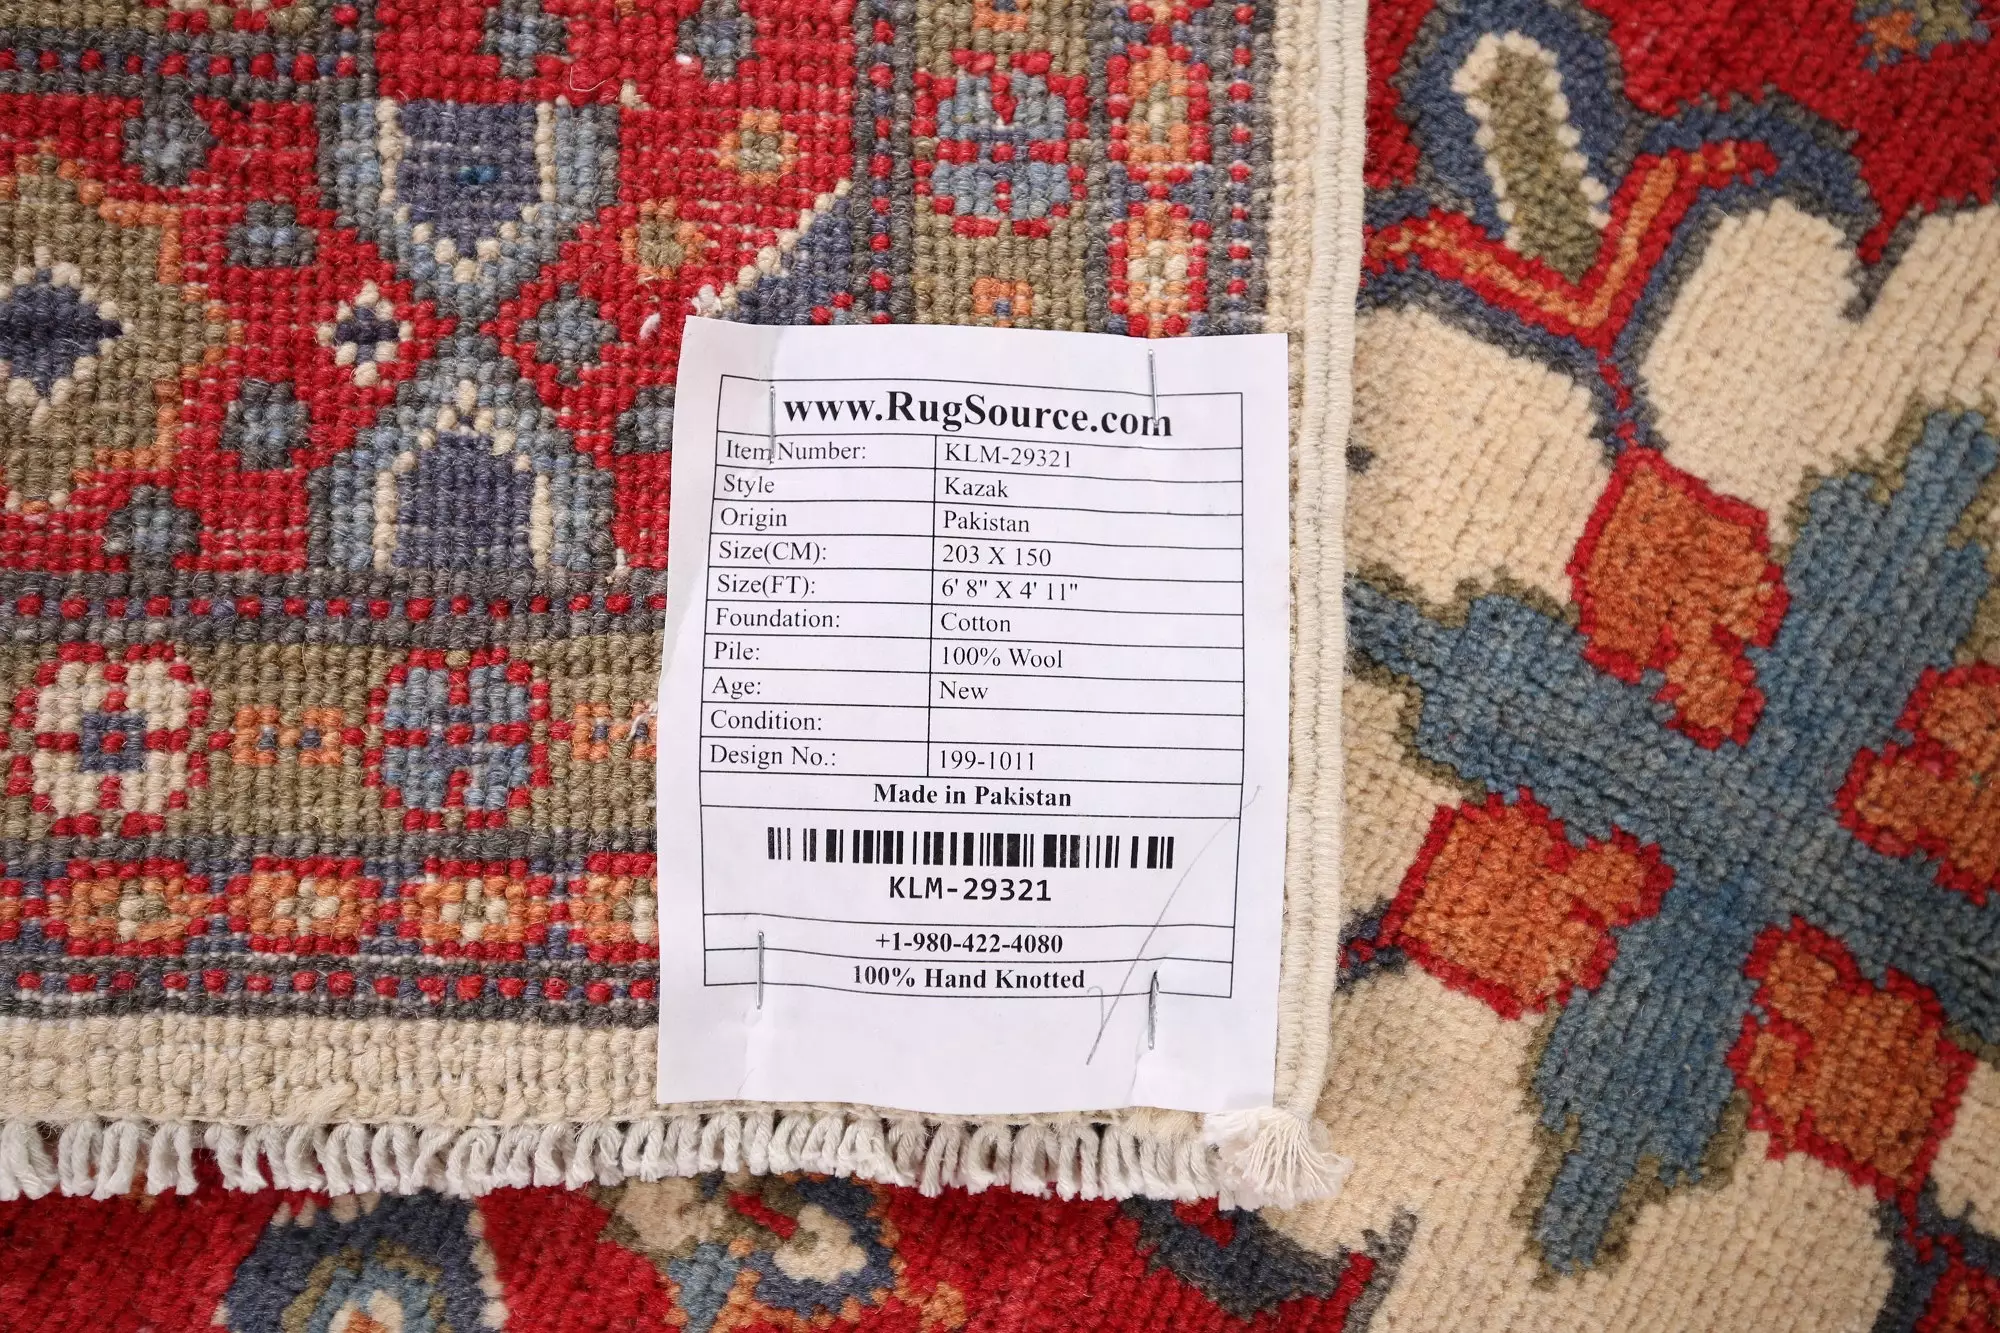 www.RugSource.com
Item Number: KLM-29321
Style Kazak
Origin Pakistan
Size(CM): 203 X 150
Size(FT): 6' 8" X 4' 11"
Foundation: Cotton
Pile: 100% Wool
Age: New
Condition:
Design No.: 199-1011
Made in Pakistan
KLM-29321
+1-980-422-4080
100% Hand Knotted